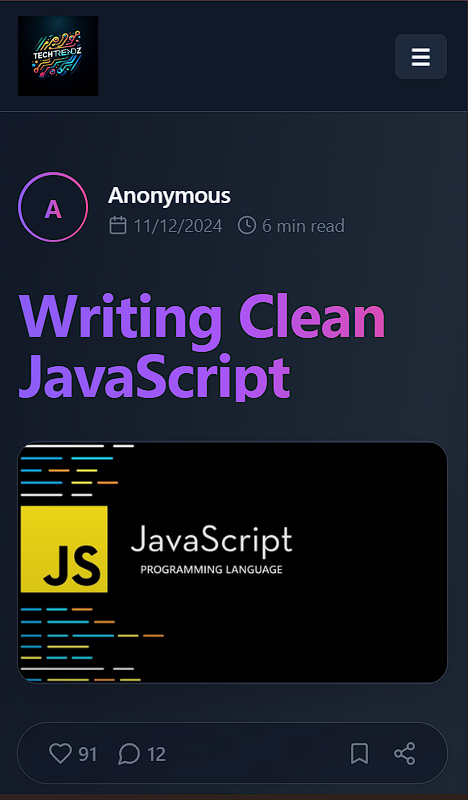 TECHTRENDZ
A
Anonymous
11/12/2024 6 min read
Writing Clean
JavaScript
JS
JavaScript
PROGRAMMING LANGUAGE
91 12